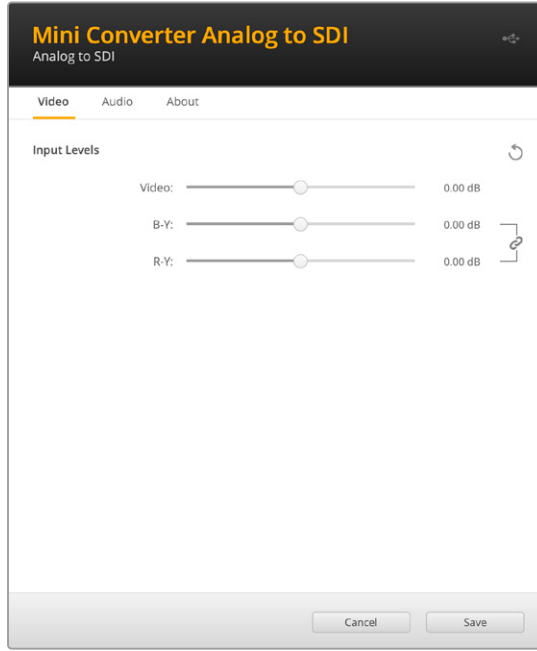 Mini Converter Analog to SDI
Analog to SDI
Video Audio About
Input Levels
Video: 0.00 dB
B-Y: 0.00 dB
R-Y: 0.00 dB
Cancel Save